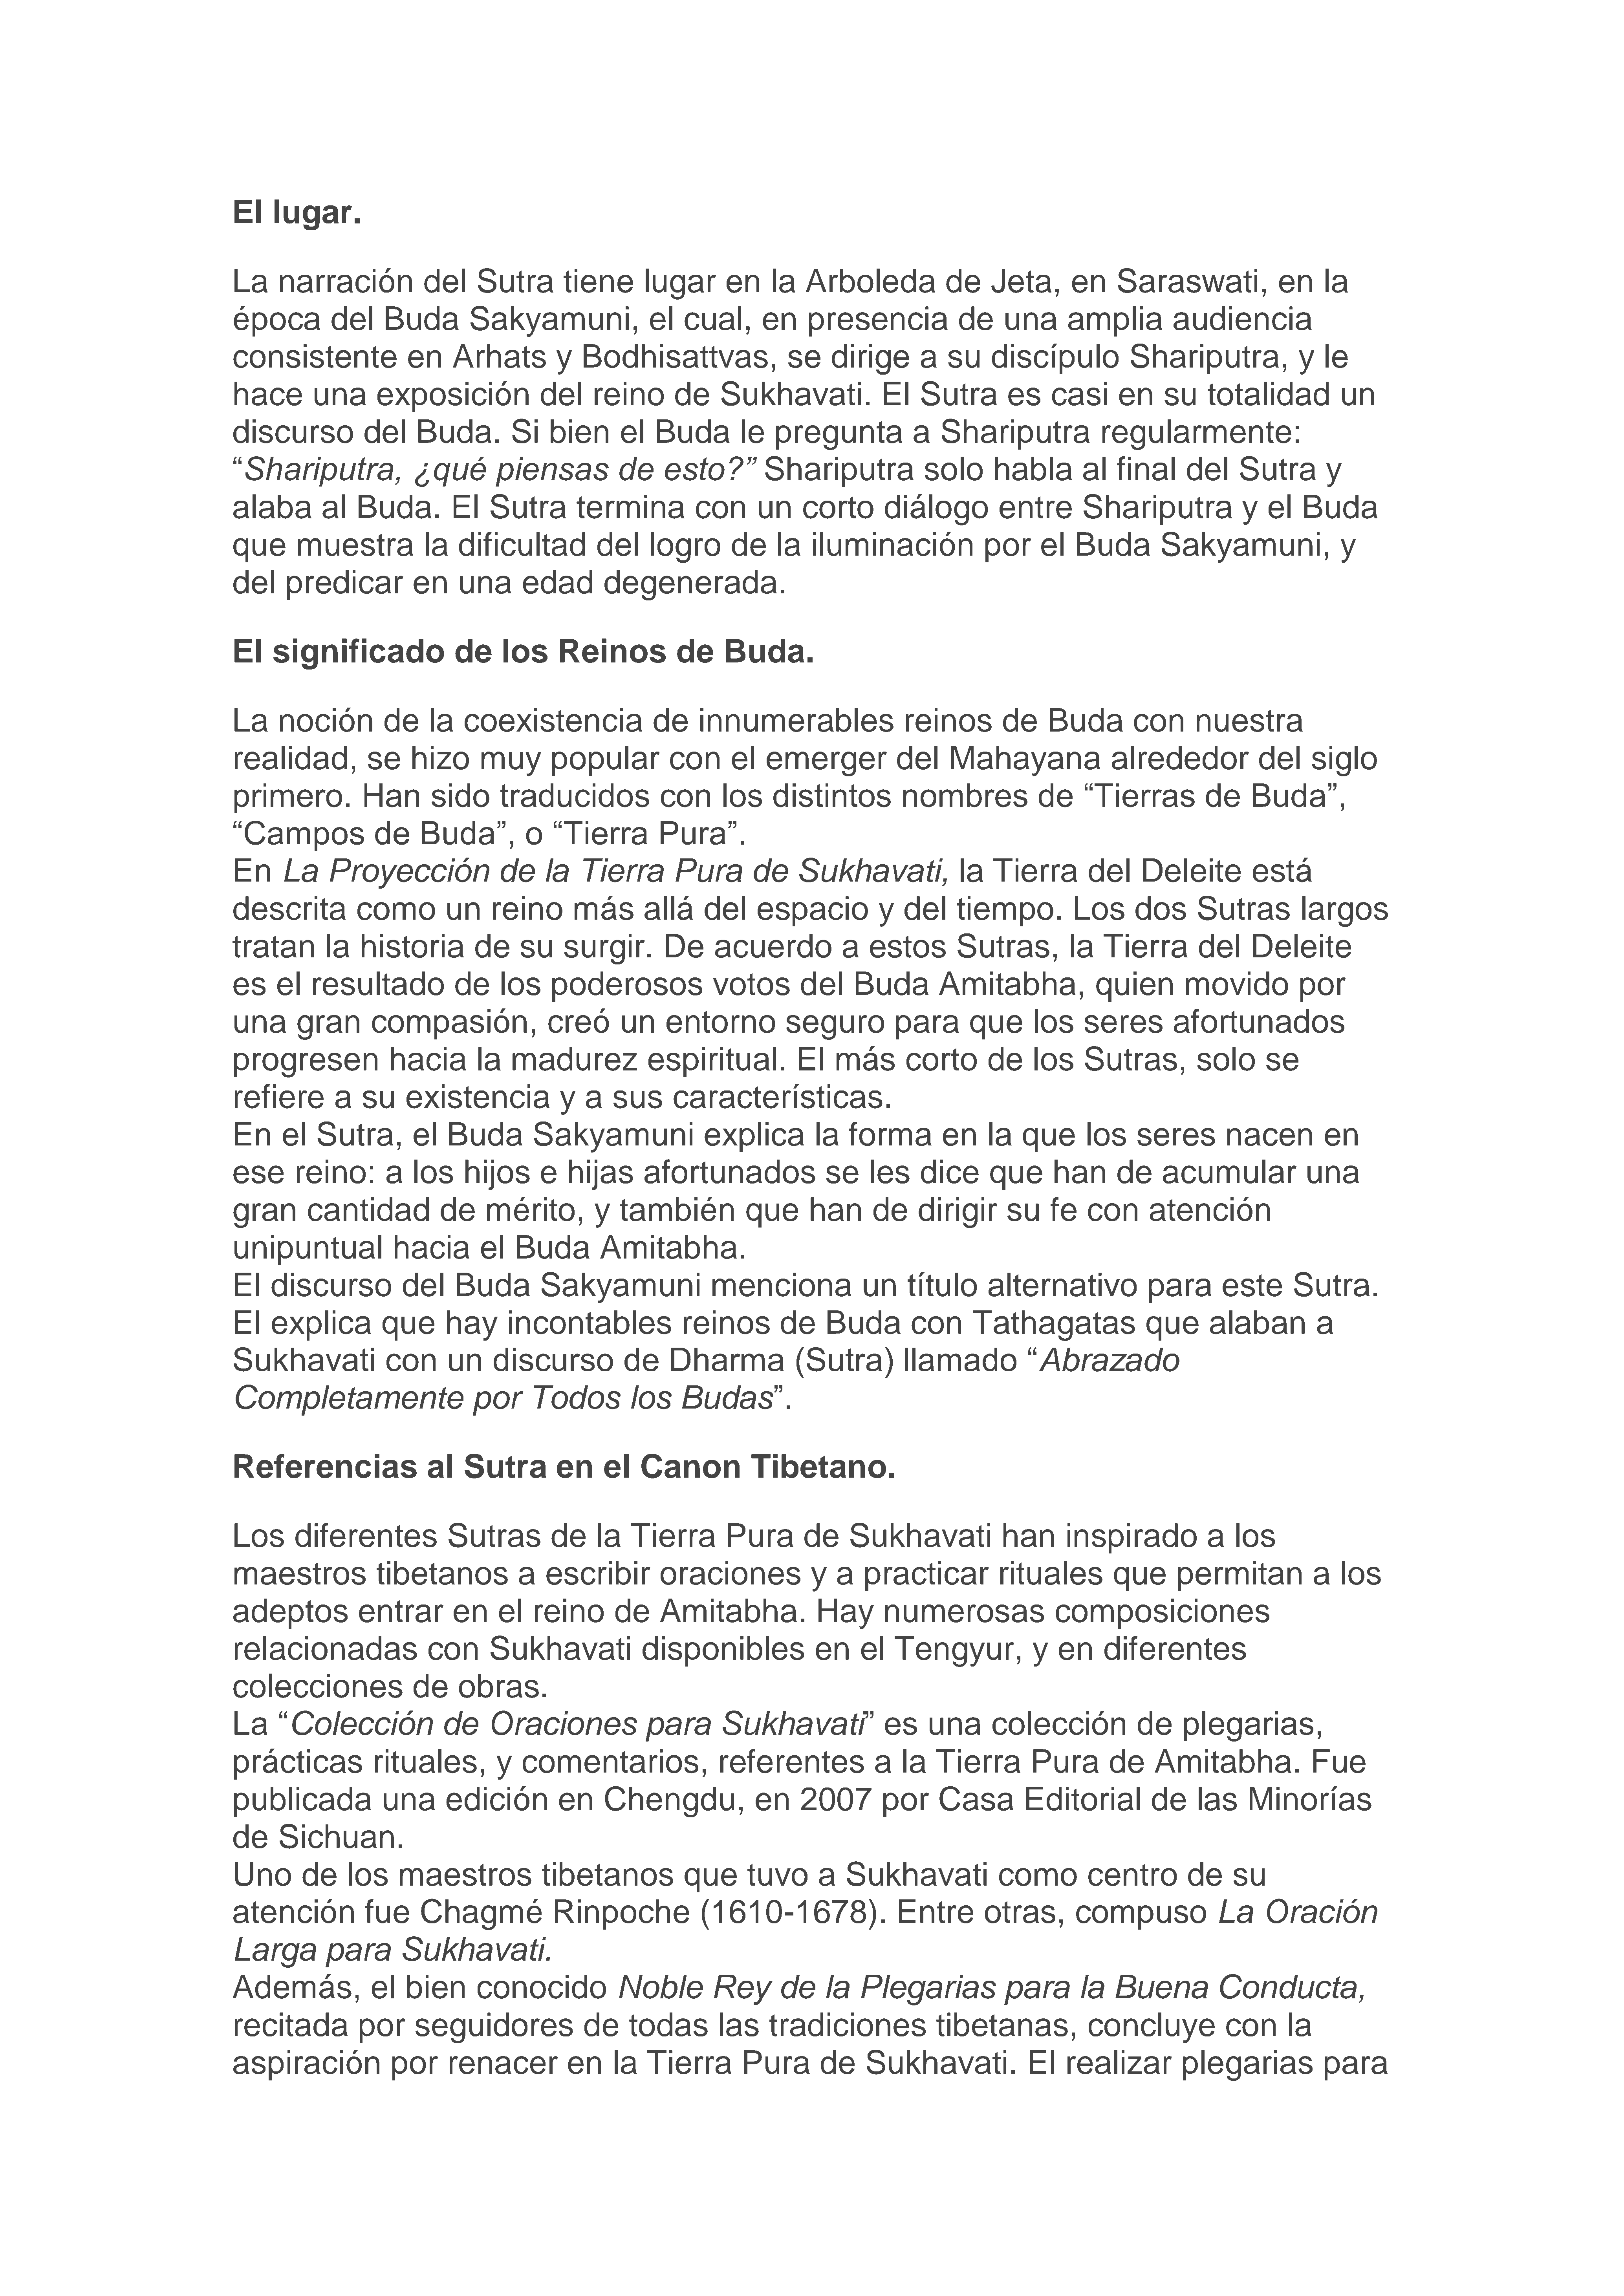 El lugar.
La narración del Sutra tiene lugar en la Arboleda de Jeta, en Saraswati, en la
época del Buda Sakyamuni, el cual, en presencia de una amplia audiencia
consistente en Arhats y Bodhisattvas, se dirige a su discípulo Shariputra, y le
hace una exposición del reino de Sukhavati. El Sutra es casi en su totalidad un
discurso del Buda. Si bien el Buda le pregunta a Shariputra regularmente:
“Shariputra, ¿qué piensas de esto?” Shariputra solo habla al final del Sutra y
alaba al Buda. El Sutra termina con un corto diálogo entre Shariputra y el Buda
que muestra la dificultad del logro de la iluminación por el Buda Sakyamuni, y
del predicar en una edad degenerada.
El significado de los Reinos de Buda.
La noción de la coexistencia de innumerables reinos de Buda con nuestra
realidad, se hizo muy popular con el emerger del Mahayana alrededor del siglo
primero. Han sido traducidos con los distintos nombres de “Tierras de Buda”,
“Campos de Buda”, o “Tierra Pura”.
En La Proyección de la Tierra Pura de Sukhavati, la Tierra del Deleite está
descrita como un reino más allá del espacio y del tiempo. Los dos Sutras largos
tratan la historia de su surgir. De acuerdo a estos Sutras, la Tierra del Deleite
es el resultado de los poderosos votos del Buda Amitabha, quien movido por
una gran compasión, creó un entorno seguro para que los seres afortunados
progresen hacia la madurez espiritual. El más corto de los Sutras, solo se
refiere a su existencia y a sus características.
En el Sutra, el Buda Sakyamuni explica la forma en la que los seres nacen en
ese reino: a los hijos e hijas afortunados se les dice que han de acumular una
gran cantidad de mérito, y también que han de dirigir su fe con atención
unipuntual hacia el Buda Amitabha.
El discurso del Buda Sakyamuni menciona un título alternativo para este Sutra.
El explica que hay incontables reinos de Buda con Tathagatas que alaban a
Sukhavati con un discurso de Dharma (Sutra) llamado “Abrazado
Completamente por Todos los Budas”.
Referencias al Sutra en el Canon Tibetano.
Los diferentes Sutras de la Tierra Pura de Sukhavati han inspirado a los
maestros tibetanos a escribir oraciones y a practicar rituales que permitan a los
adeptos entrar en el reino de Amitabha. Hay numerosas composiciones
relacionadas con Sukhavati disponibles en el Tengyur, y en diferentes
colecciones de obras.
La “Colección de Oraciones para Sukhavati” es una colección de plegarias,
prácticas rituales, y comentarios, referentes a la Tierra Pura de Amitabha. Fue
publicada una edición en Chengdu, en 2007 por Casa Editorial de las Minorías
de Sichuan.
Uno de los maestros tibetanos que tuvo a Sukhavati como centro de su
atención fue Chagmé Rinpoche (1610-1678). Entre otras, compuso La Oración
Larga para Sukhavati.
Además, el bien conocido Noble Rey de la Plegarias para la Buena Conducta,
recitada por seguidores de todas las tradiciones tibetanas, concluye con la
aspiración por renacer en la Tierra Pura de Sukhavati. El realizar plegarias para